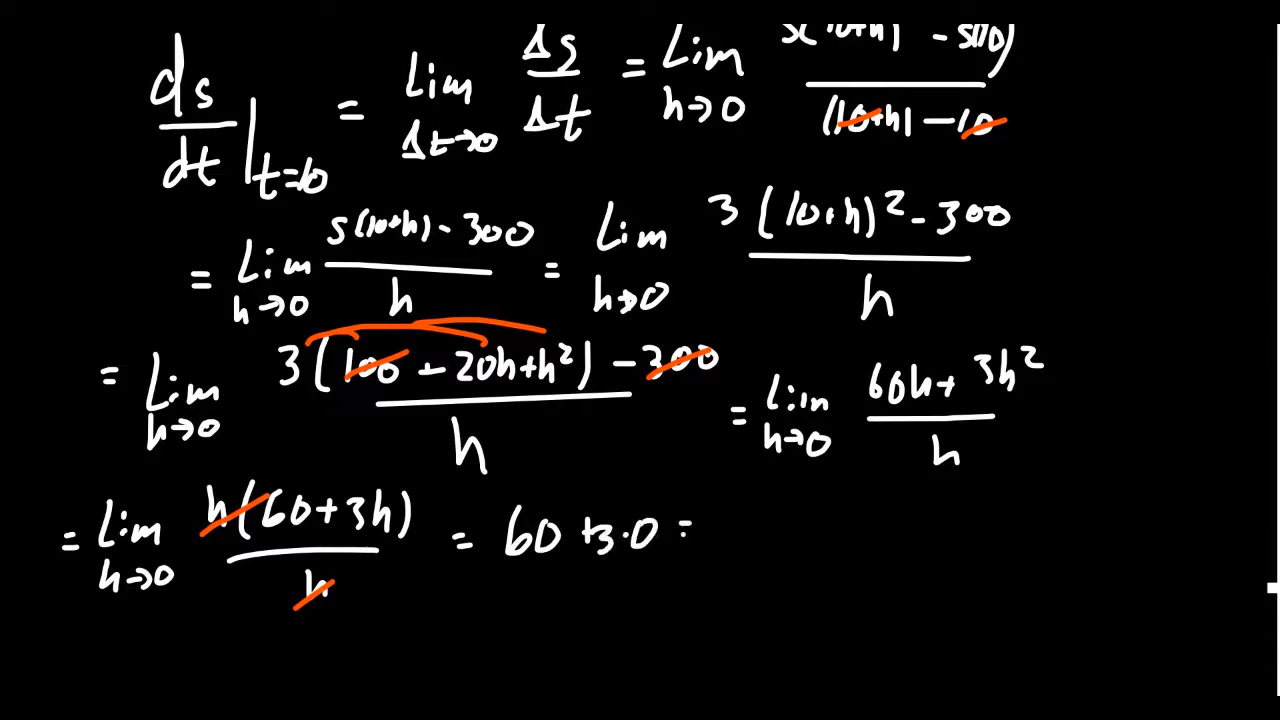 ds/dt|t=10 = Lim Δt→0 Δs/Δt = Lim h→0 (s(10+h) - s(10))/((10+h) - 10)
= Lim h→0 (s(10+h) - 300)/h = Lim h→0 (3(10+h)² - 300)/h
= Lim h→0 (3(100 + 20h + h²) - 300)/h = Lim h→0 (60h + 3h²)/h
= Lim h→0 h(60 + 3h)/h = 60 + 3·0 =